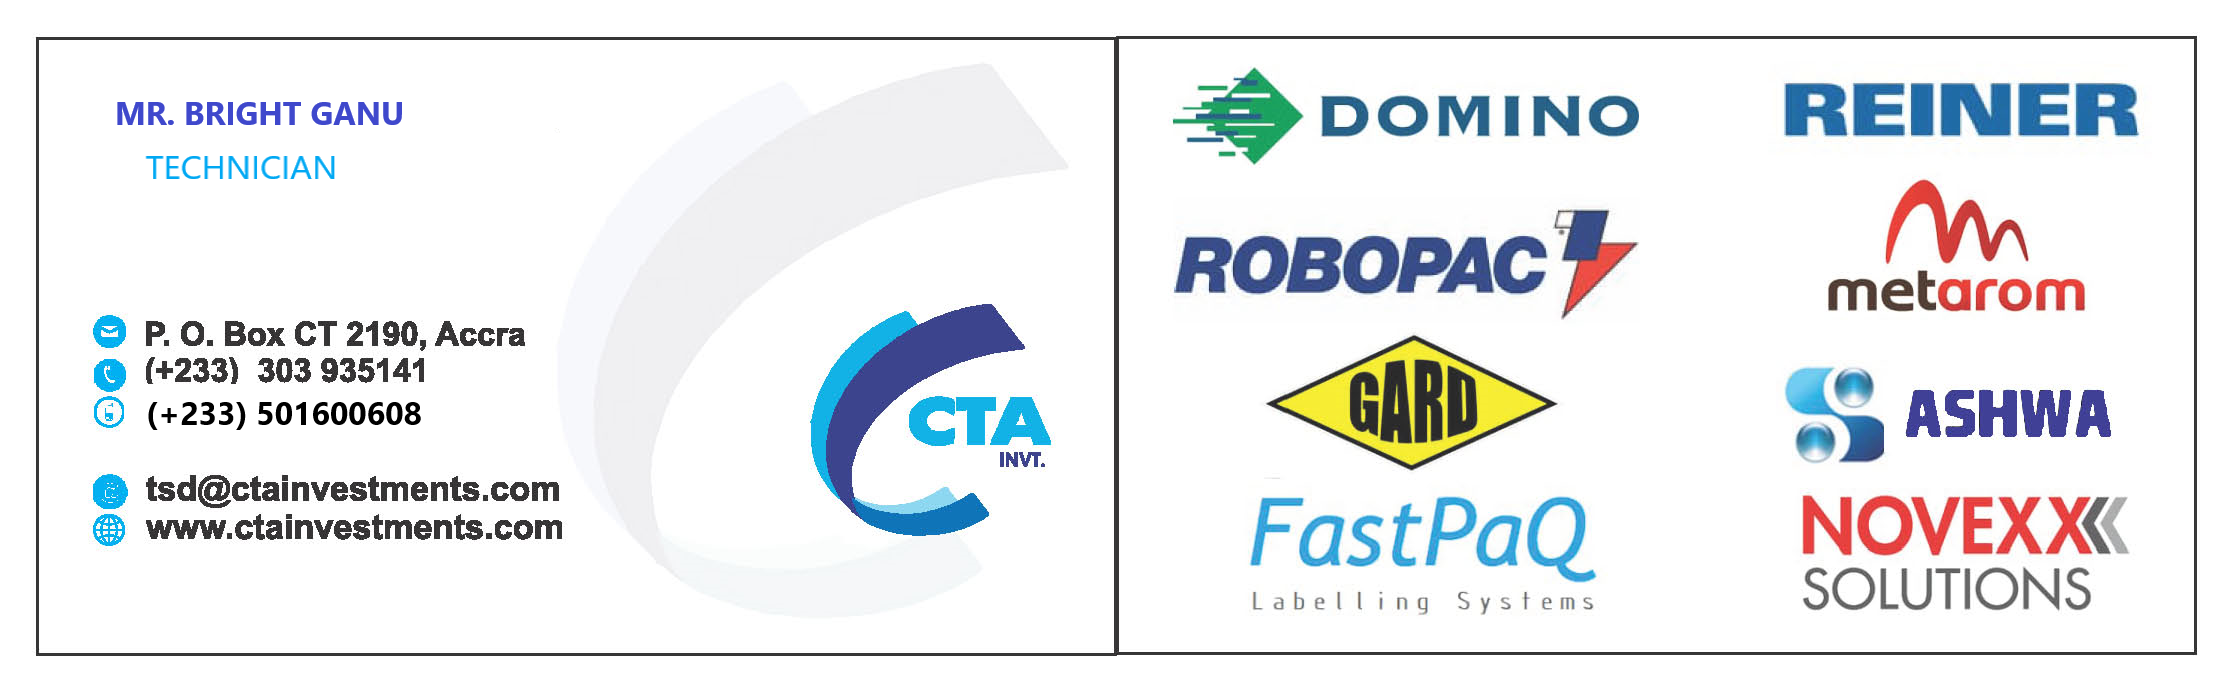 MR. BRIGHT GANU
TECHNICIAN
P. O. Box CT 2190, Accra
(+233) 303 935141
(+233) 501600608
tsd@ctainvestments.com
www.ctainvestments.com
CTA
INVT.
DOMINO
REINER
ROBOPAC
metarom
GARD
ASHWA
FastPaQ
Labelling Systems
NOVEXX
SOLUTIONS